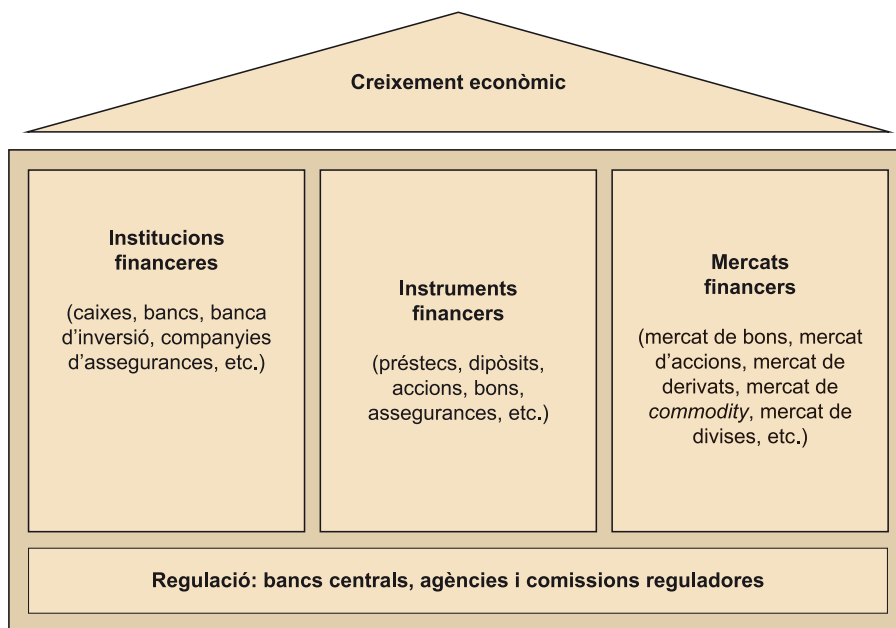 Creixement econòmic
Institucions
financeres
(caixes, bancs, banca
d’inversió, companyies
d’assegurances, etc.)
Instruments
financers
(préstecs, dipòsits,
accions, bons,
assegurances, etc.)
Mercats
financers
(mercat de bons, mercat
d’accions, mercat de
derivats, mercat de
commodity, mercat de
divises, etc.)
Regulació: bancs centrals, agències i comissions reguladores